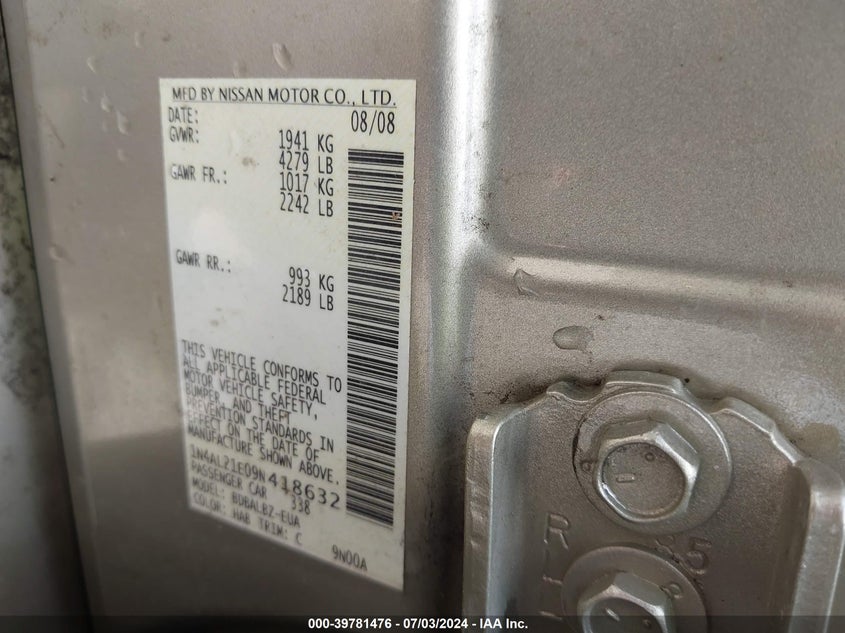 MFD BY NISSAN MOTOR CO., LTD.
DATE: 08/08
GVWR: 1941 KG
4279 LB
GAWR FR.: 1017 KG
2242 LB
GAWR RR.: 993 KG
2189 LB
THIS VEHICLE CONFORMS TO
ALL APPLICABLE FEDERAL
MOTOR VEHICLE SAFETY,
BUMPER, AND THEFT
PREVENTION STANDARDS IN
EFFECT ON THE DATE OF
MANUFACTURE SHOWN ABOVE.
1N4AL21E09N418632
PASSENGER CAR 338
MODEL: BDBALBZ-EUA
COLOR: HAB TRIM: C 9N00A
000-39781476 - 07/03/2024 - IAA Inc.